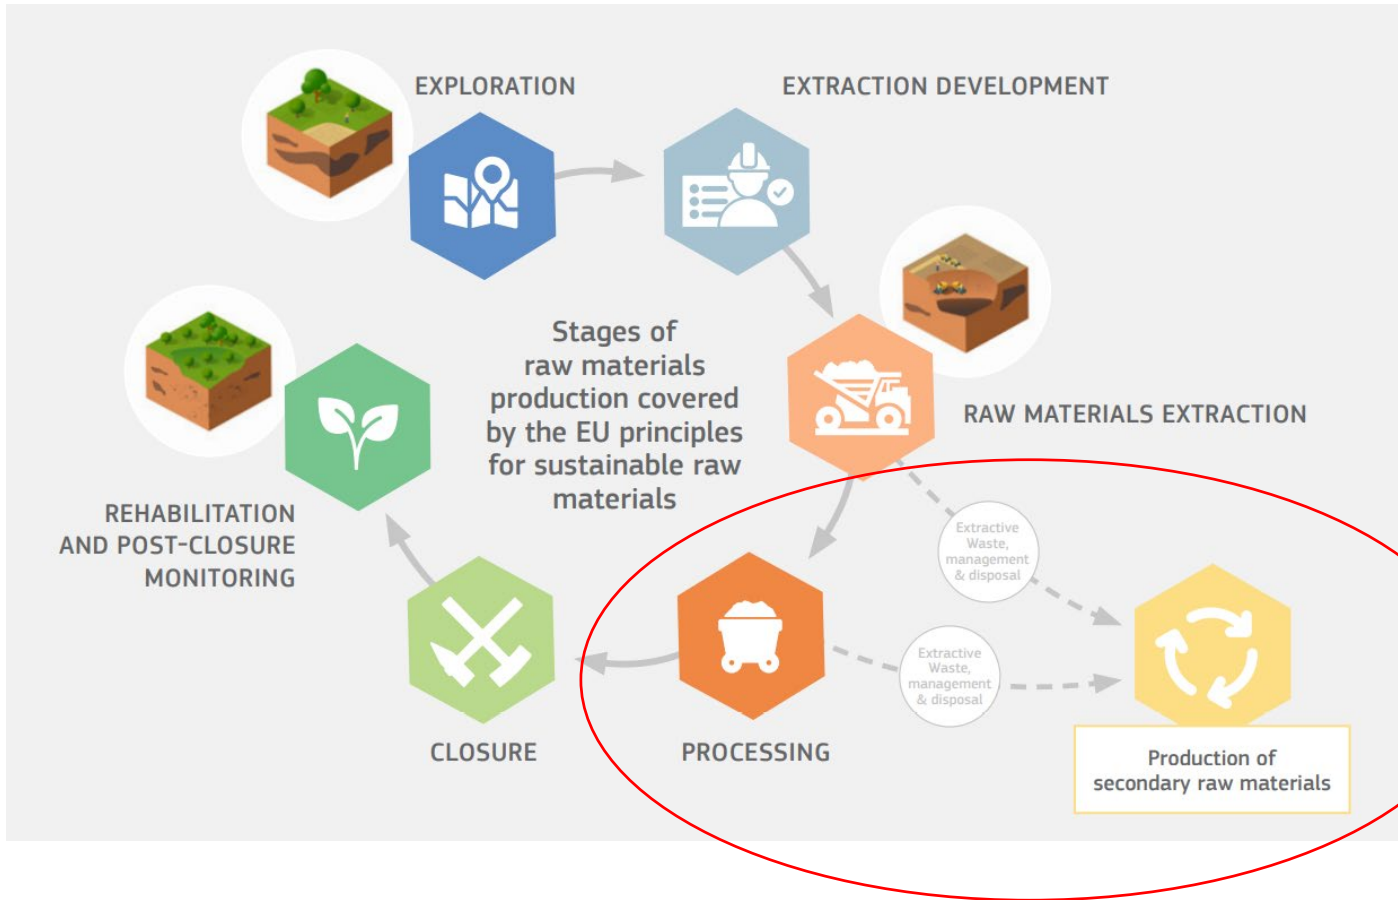 EXPLORATION
EXTRACTION DEVELOPMENT
Stages of
raw materials
production covered
by the EU principles
for sustainable raw
materials
RAW MATERIALS EXTRACTION
REHABILITATION
AND POST-CLOSURE
MONITORING
Extractive
Waste,
management
& disposal
Extractive
Waste,
management
& disposal
CLOSURE
PROCESSING
Production of
secondary raw materials